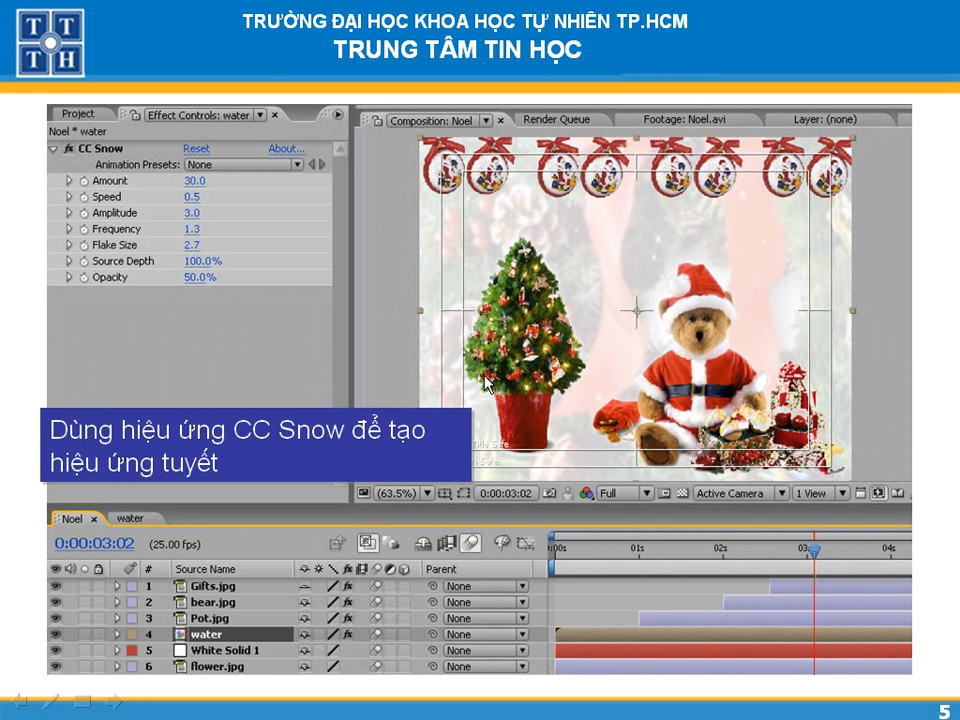 T T
T H
TRƯỜNG ĐẠI HỌC KHOA HỌC TỰ NHIÊN TP.HCM
TRUNG TÂM TIN HỌC
Project
Effect Controls: water
Noel * water
fx CC Snow Reset About...
Animation Presets: None
Amount 30.0
Speed 0.5
Amplitude 3.0
Frequency 1.3
Flake Size 2.7
Source Depth 100.0%
Opacity 50.0%
Composition: Noel
Render Queue
Footage: Noel.avi
Layer: (none)
Title Safe
Dùng hiệu ứng CC Snow để tạo
hiệu ứng tuyết
(63.5%) 0:00:03:02 Full Active Camera 1 View
Noel
water
0:00:03:02 (25.00 fps)
:00s 01s 02s 03s 04s
# Source Name Parent
1 Gifts.jpg None
2 bear.jpg None
3 Pot.jpg None
4 water None
5 White Solid 1 None
6 flower.jpg None
5